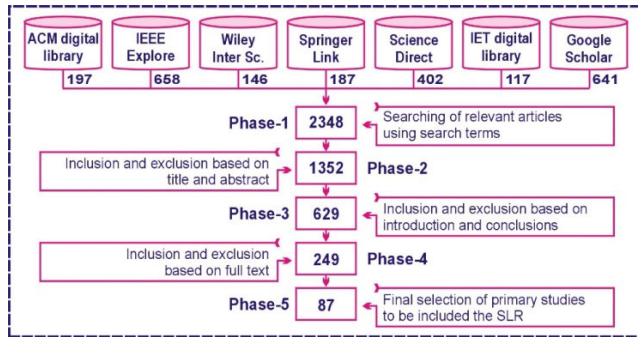 ACM digital
library
IEEE
Explore
Wiley
Inter Sc.
Springer
Link
Science
Direct
IET digital
library
Google
Scholar
197
658
146
187
402
117
641
Phase-1
2348
Searching of relevant articles
using search terms
Inclusion and exclusion based on
title and abstract
1352
Phase-2
Phase-3
629
Inclusion and exclusion based on
introduction and conclusions
Inclusion and exclusion
based on full text
249
Phase-4
Phase-5
87
Final selection of primary studies
to be included the SLR